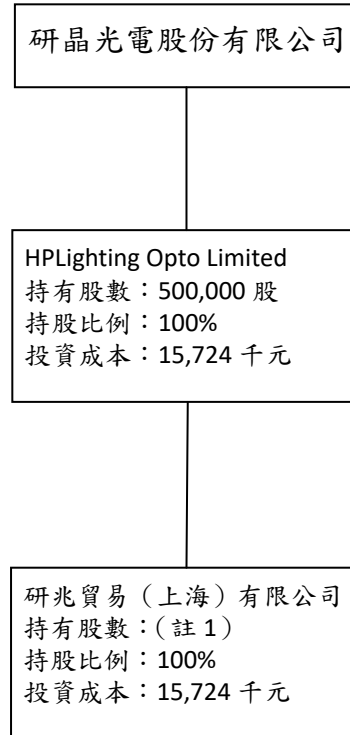 研晶光電股份有限公司
HPLighting Opto Limited
持有股數：500,000 股
持股比例：100%
投資成本：15,724 千元
研兆貿易（上海）有限公司
持有股數：（註 1）
持股比例：100%
投資成本：15,724 千元